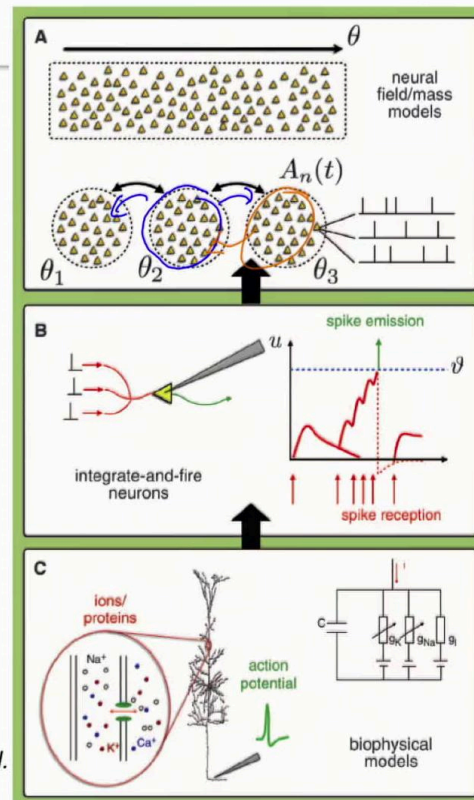 A
θ
neural
field/mass
models
Aₙ(t)
θ₁
θ₂
θ₃
B
spike emission
u
ϑ
integrate-and-fire
neurons
spike reception
C
ions/
proteins
Na⁺
K⁺
Ca⁺
action
potential
I
C
gK
gNa
gl
biophysical
models